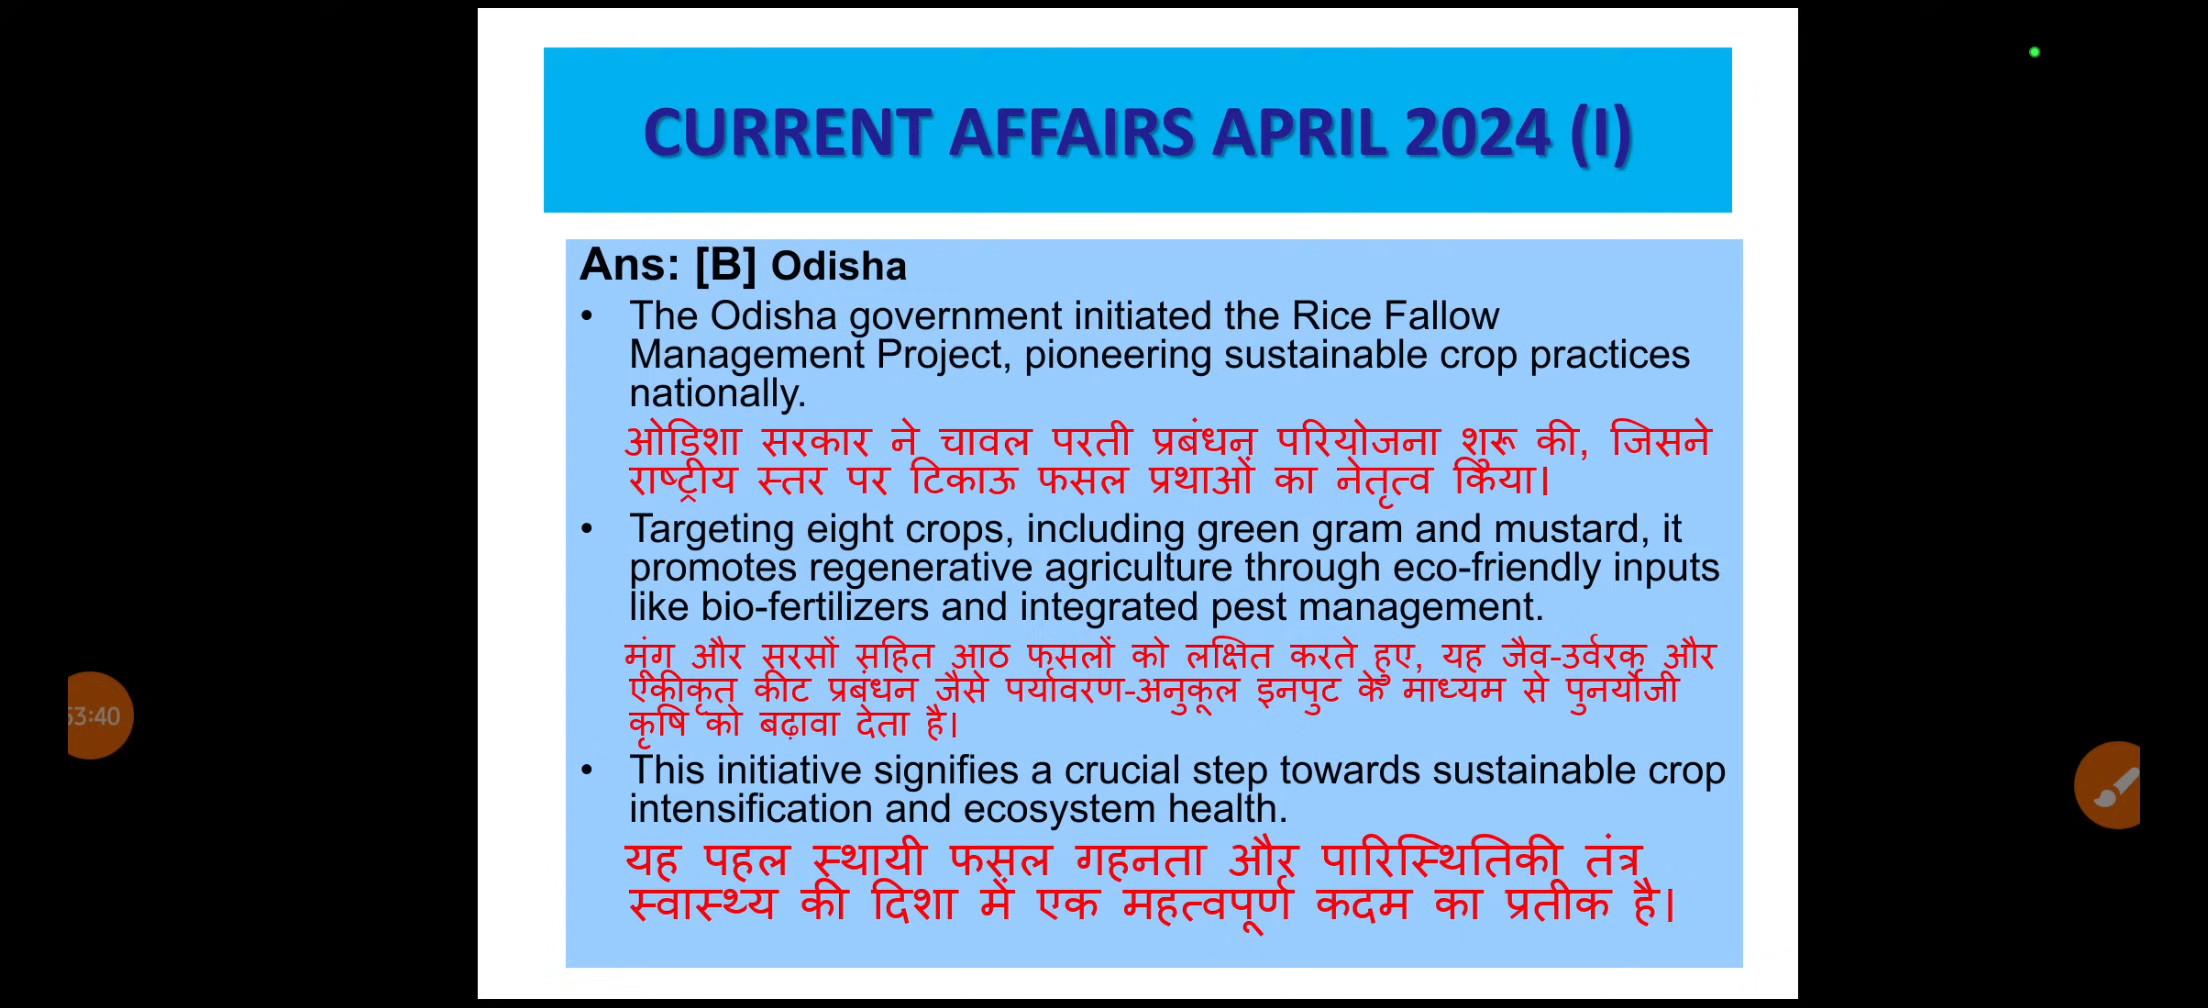 CURRENT AFFAIRS APRIL 2024 (I)
Ans: [B] Odisha
• The Odisha government initiated the Rice Fallow
Management Project, pioneering sustainable crop practices
nationally.
ओडिशा सरकार ने चावल परती प्रबंधन परियोजना शुरू की, जिसने
राष्ट्रीय स्तर पर टिकाऊ फसल प्रथाओं का नेतृत्व किया।
• Targeting eight crops, including green gram and mustard, it
promotes regenerative agriculture through eco-friendly inputs
like bio-fertilizers and integrated pest management.
मूंग और सरसों सहित आठ फसलों को लक्षित करते हुए, यह जैव-उर्वरक और
एकीकृत कीट प्रबंधन जैसे पर्यावरण-अनुकूल इनपुट के माध्यम से पुनर्योजी
कृषि को बढ़ावा देता है।
• This initiative signifies a crucial step towards sustainable crop
intensification and ecosystem health.
यह पहल स्थायी फसल गहनता और पारिस्थितिकी तंत्र
स्वास्थ्य की दिशा में एक महत्वपूर्ण कदम का प्रतीक है।